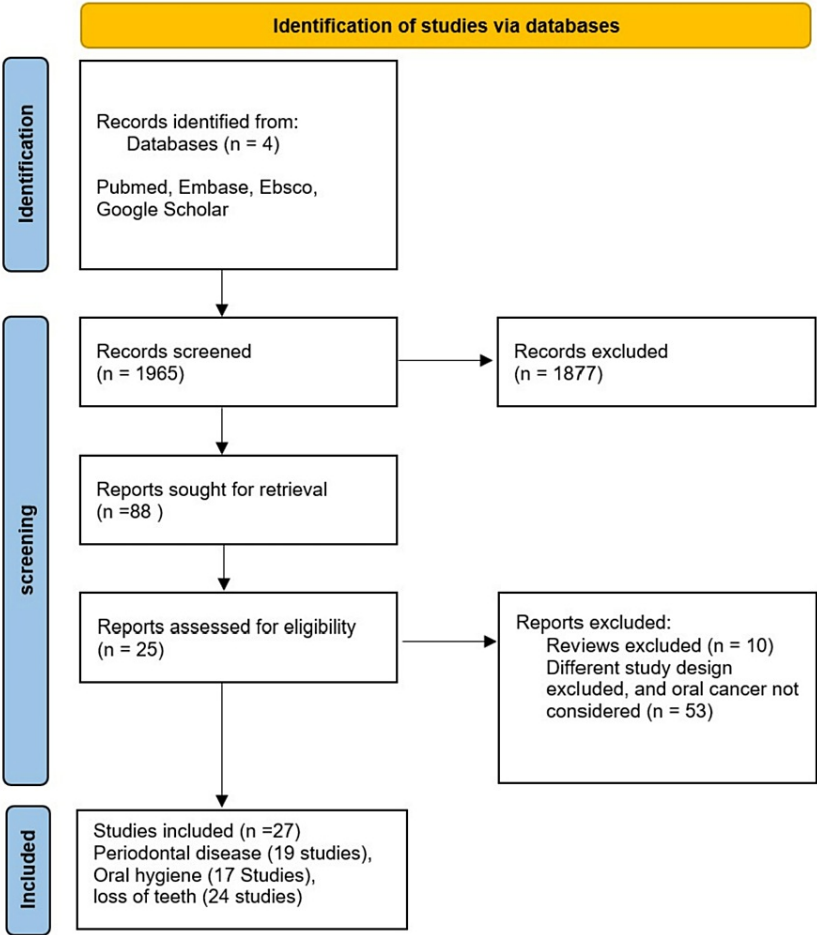 Identification of studies via databases
Identification
Records identified from:
Databases (n = 4)
Pubmed, Embase, Ebsco,
Google Scholar
screening
Records screened
(n = 1965)
Records excluded
(n = 1877)
Reports sought for retrieval
(n =88 )
Reports assessed for eligibility
(n = 25)
Reports excluded:
Reviews excluded (n = 10)
Different study design
excluded, and oral cancer not
considered (n = 53)
Included
Studies included (n =27)
Periodontal disease (19 studies),
Oral hygiene (17 Studies),
loss of teeth (24 studies)